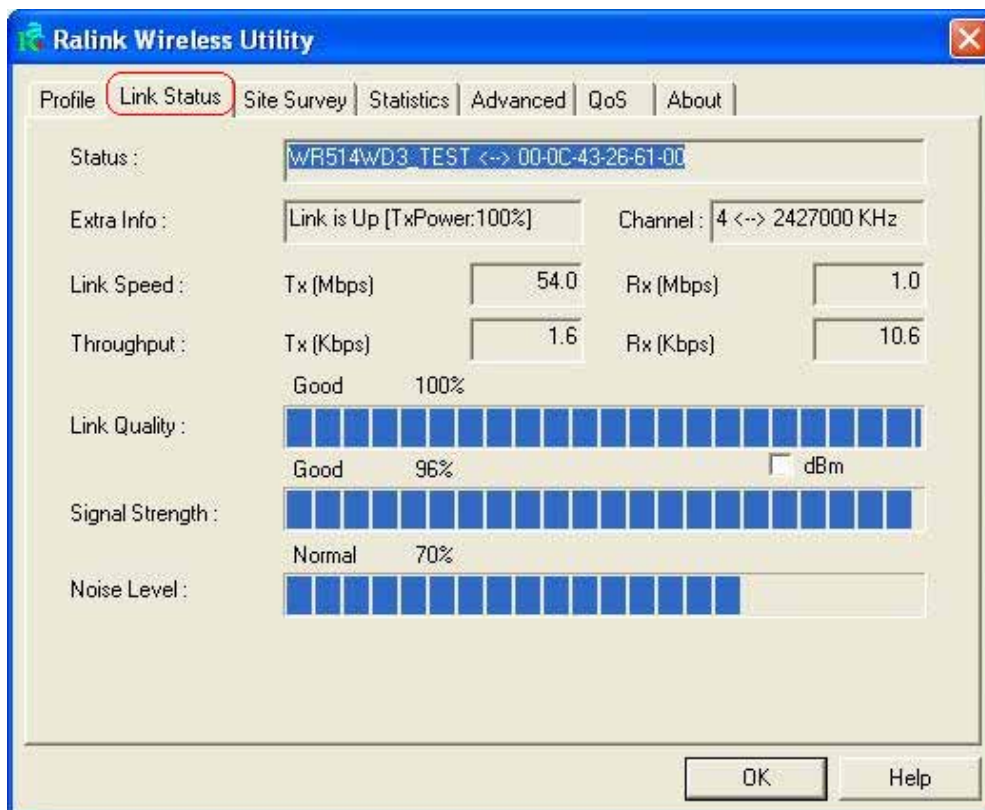 Ralink Wireless Utility
Profile Link Status Site Survey Statistics Advanced QoS About
Status : WR514WD3_TEST <--> 00-0C-43-26-61-00
Extra Info : Link is Up [TxPower:100%] Channel : 4 <--> 2427000 KHz
Link Speed : Tx (Mbps) 54.0 Rx (Mbps) 1.0
Throughput : Tx (Kbps) 1.6 Rx (Kbps) 10.6
Good 100%
Link Quality :
Good 96% dBm
Signal Strength :
Normal 70%
Noise Level :
OK Help